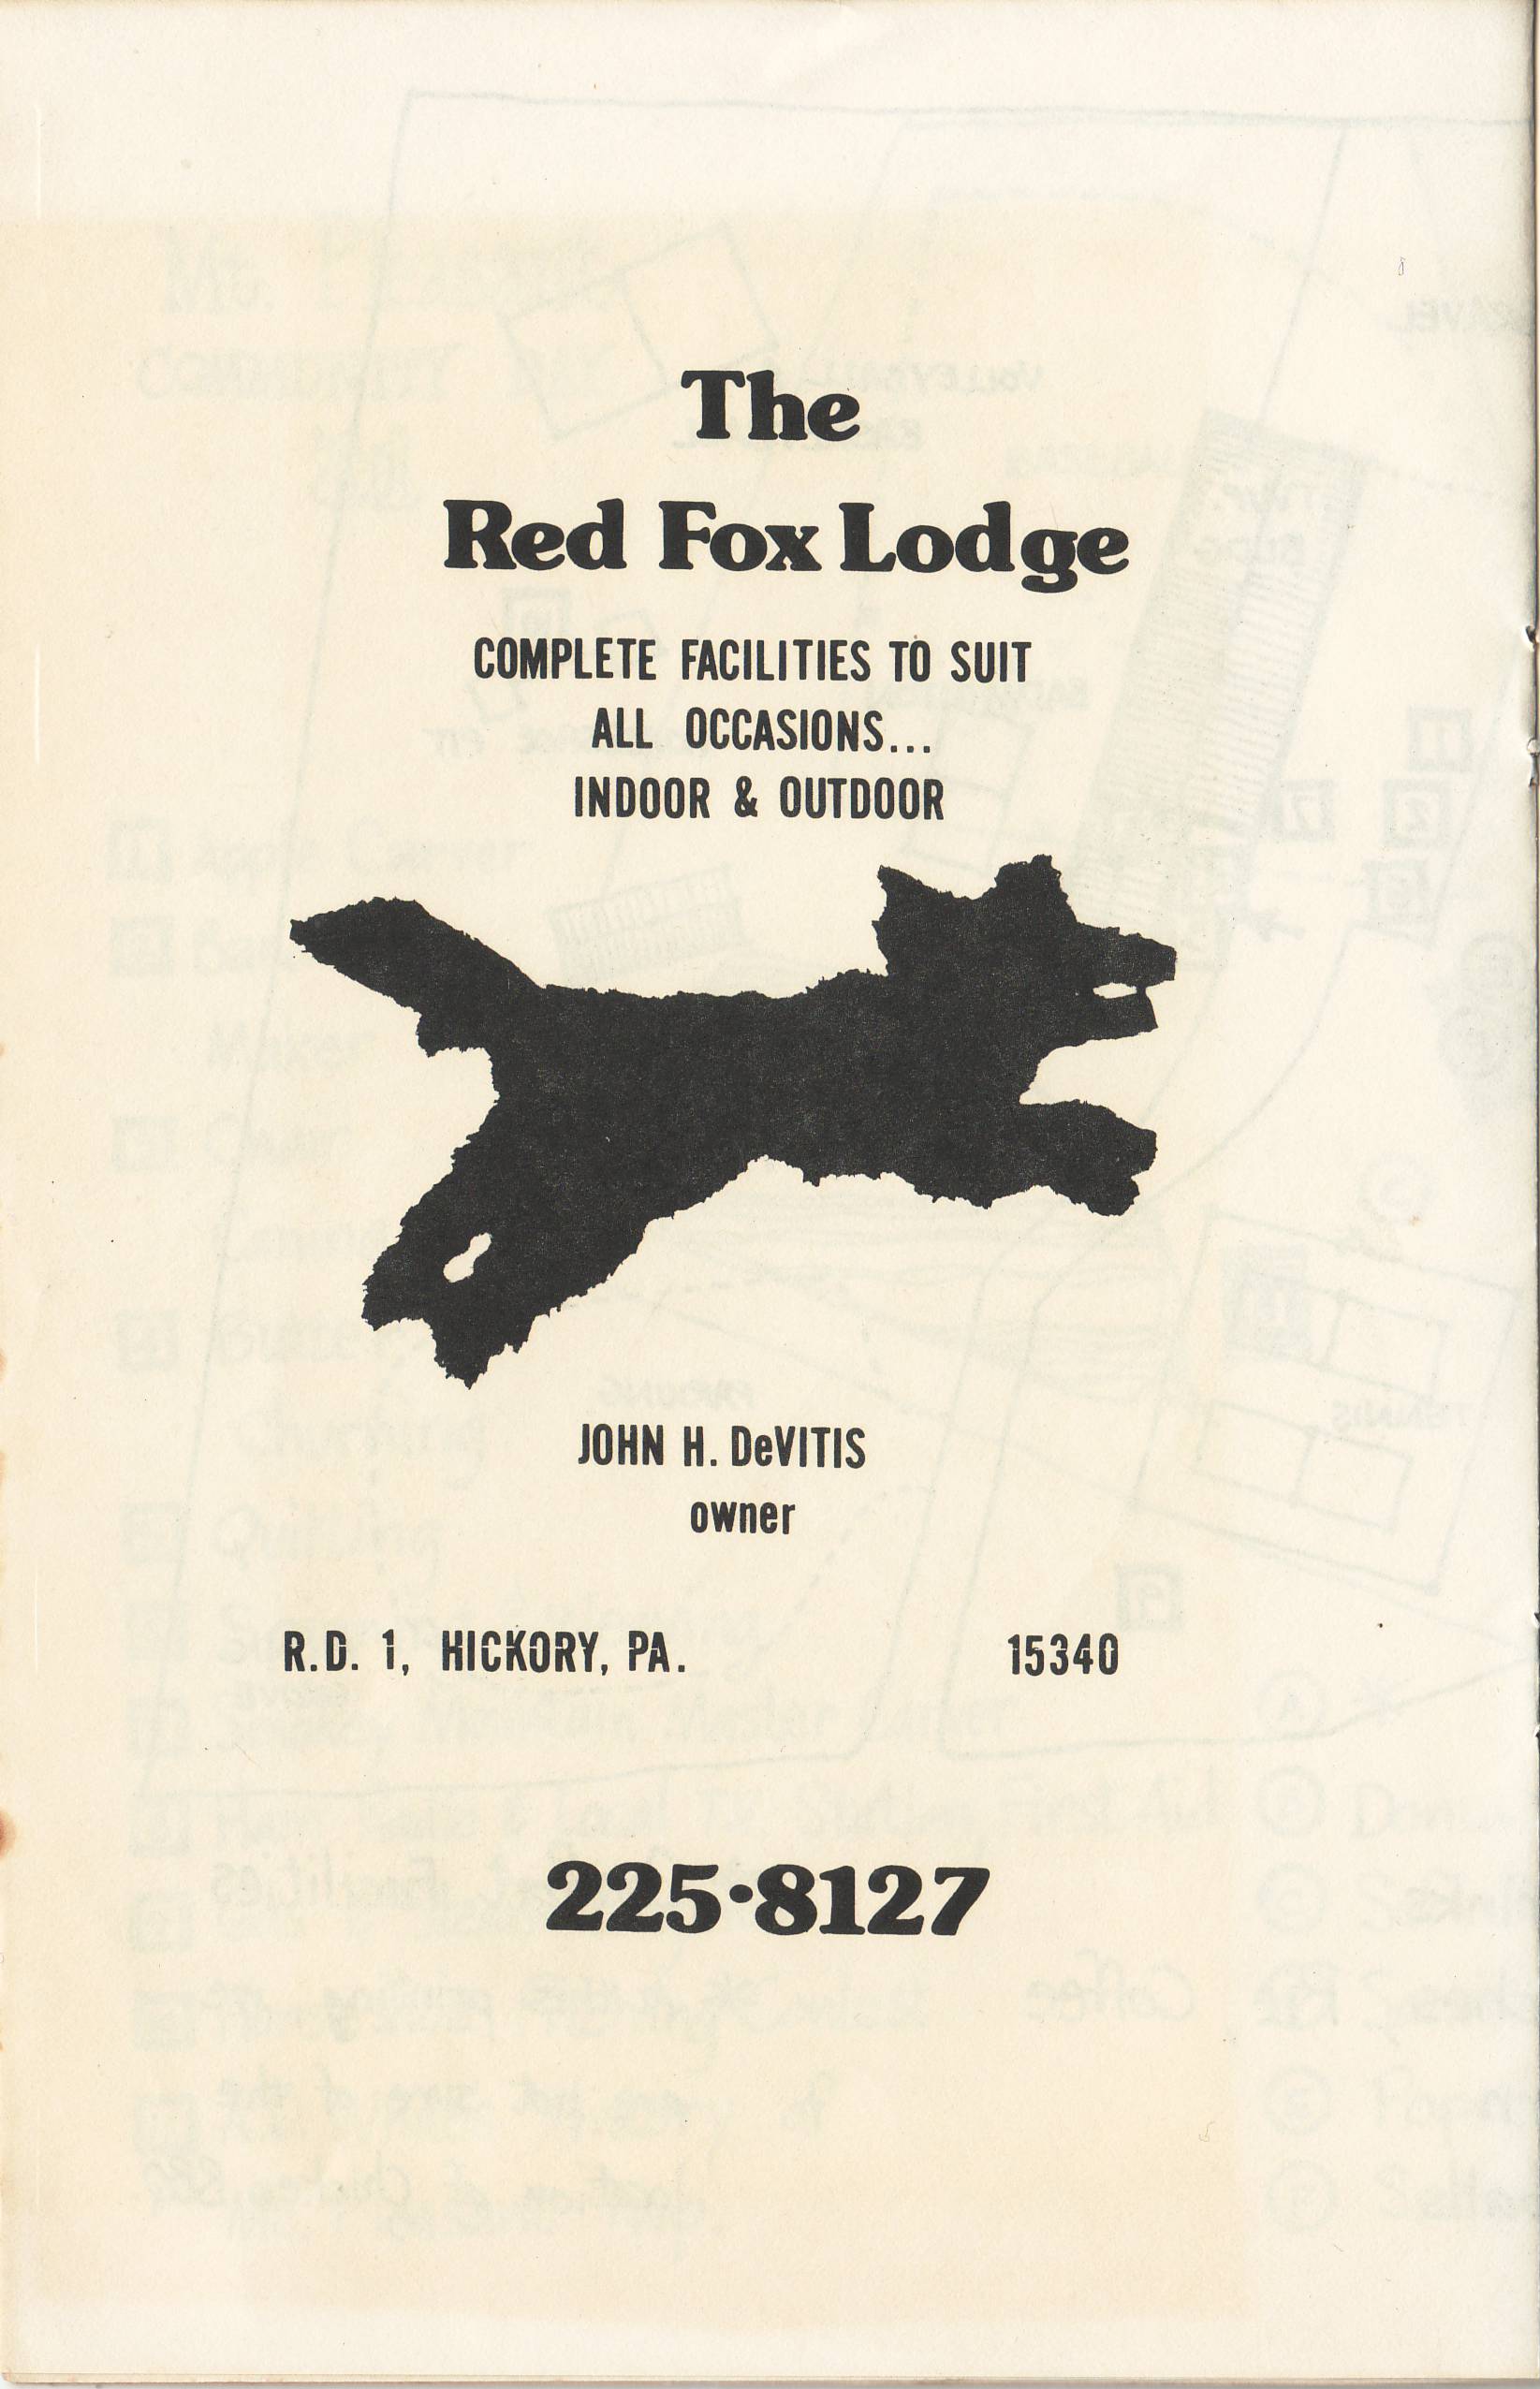 The
Red Fox Lodge
COMPLETE FACILITIES TO SUIT
ALL OCCASIONS...
INDOOR & OUTDOOR
JOHN H. DeVITIS
owner
R.D. 1, HICKORY, PA. 15340
225·8127